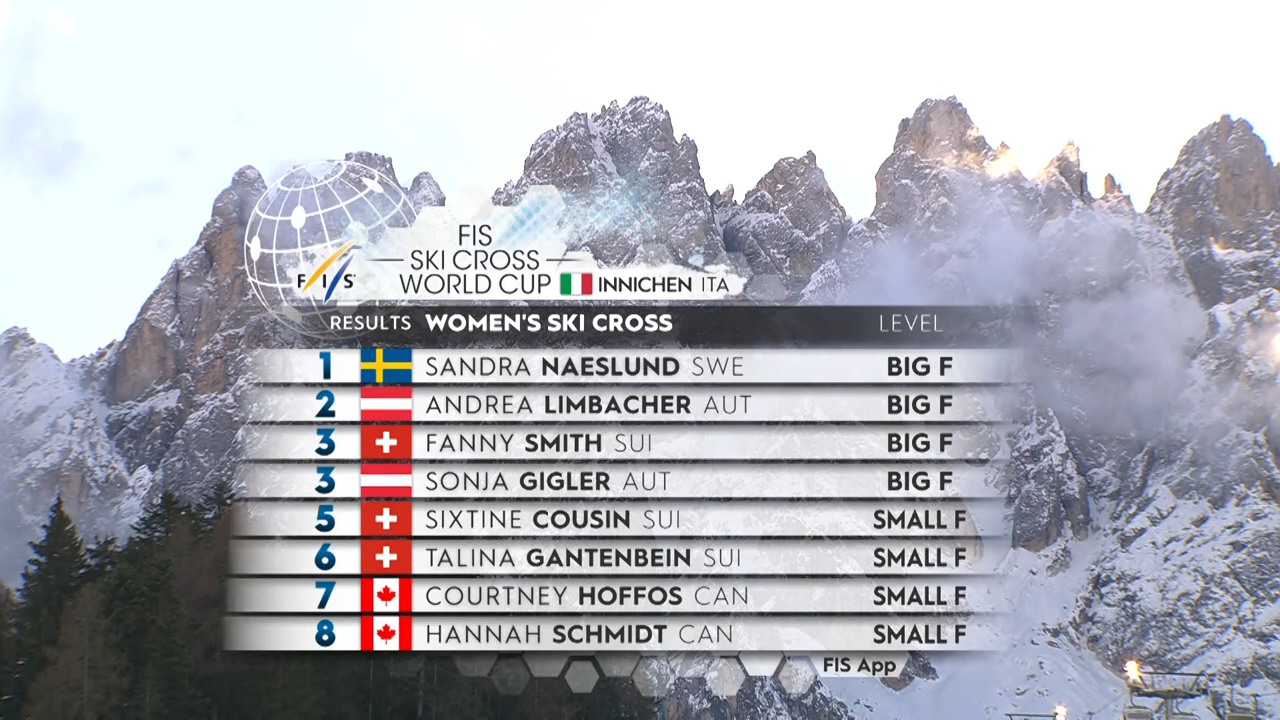 FIS
SKI CROSS
WORLD CUP
FIS
INNICHEN ITA
RESULTS WOMEN'S SKI CROSS LEVEL
1 SANDRA NAESLUND SWE BIG F
2 ANDREA LIMBACHER AUT BIG F
3 FANNY SMITH SUI BIG F
3 SONJA GIGLER AUT BIG F
5 SIXTINE COUSIN SUI SMALL F
6 TALINA GANTENBEIN SUI SMALL F
7 COURTNEY HOFFOS CAN SMALL F
8 HANNAH SCHMIDT CAN SMALL F
FIS App